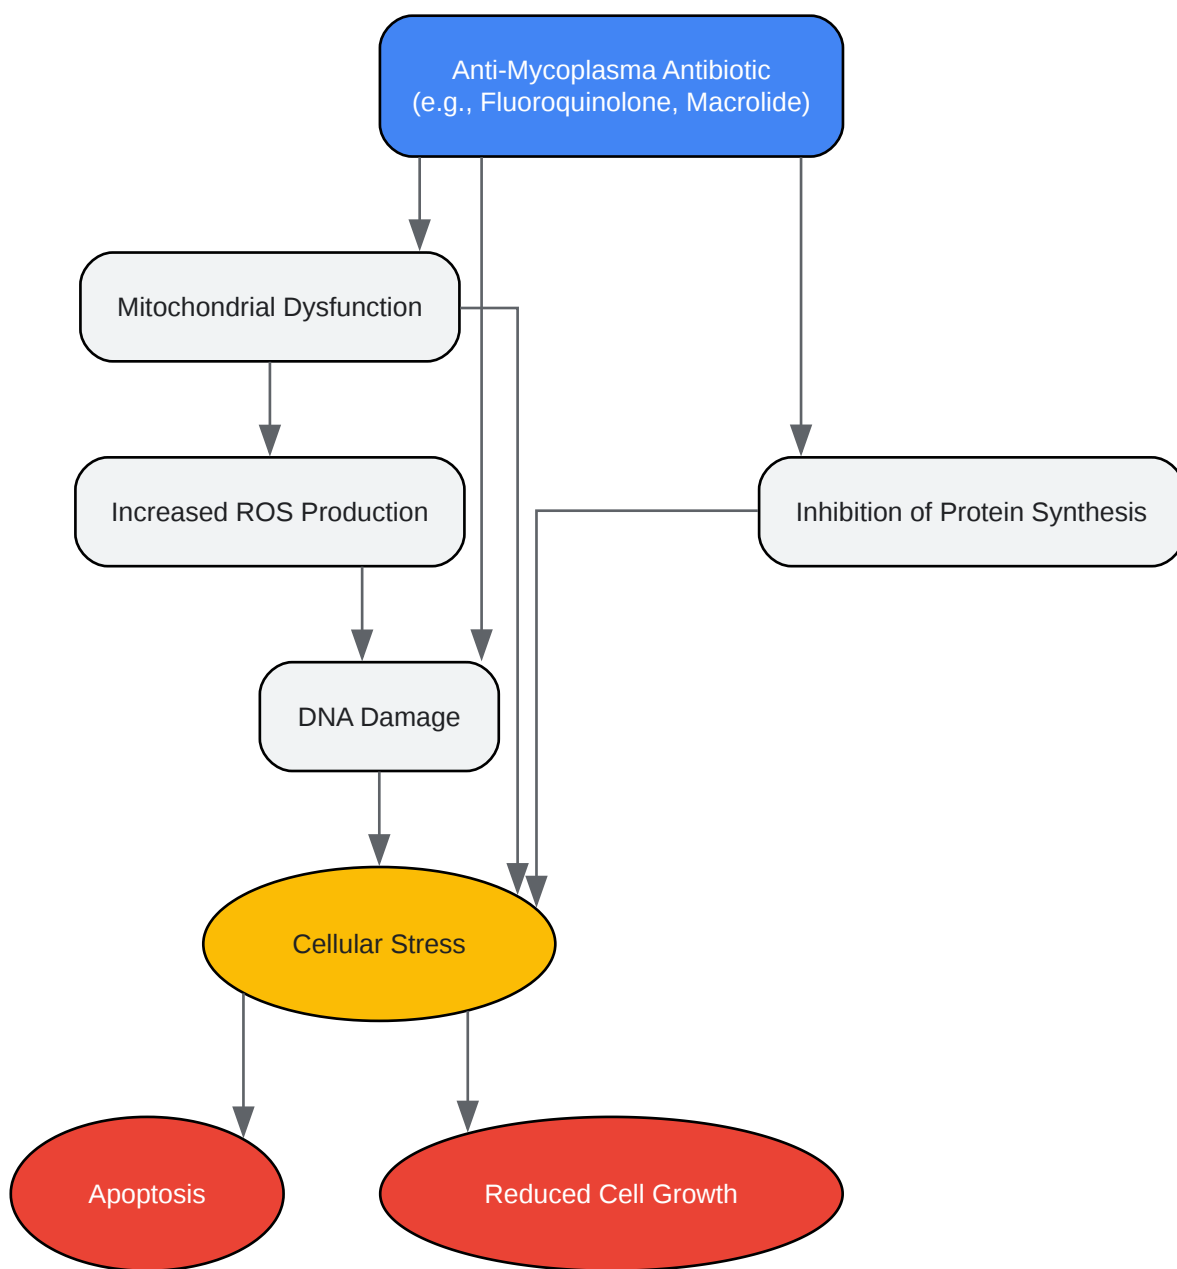 Anti-Mycoplasma Antibiotic
(e.g., Fluoroquinolone, Macrolide)
Mitochondrial Dysfunction
Increased ROS Production
Inhibition of Protein Synthesis
DNA Damage
Cellular Stress
Apoptosis
Reduced Cell Growth